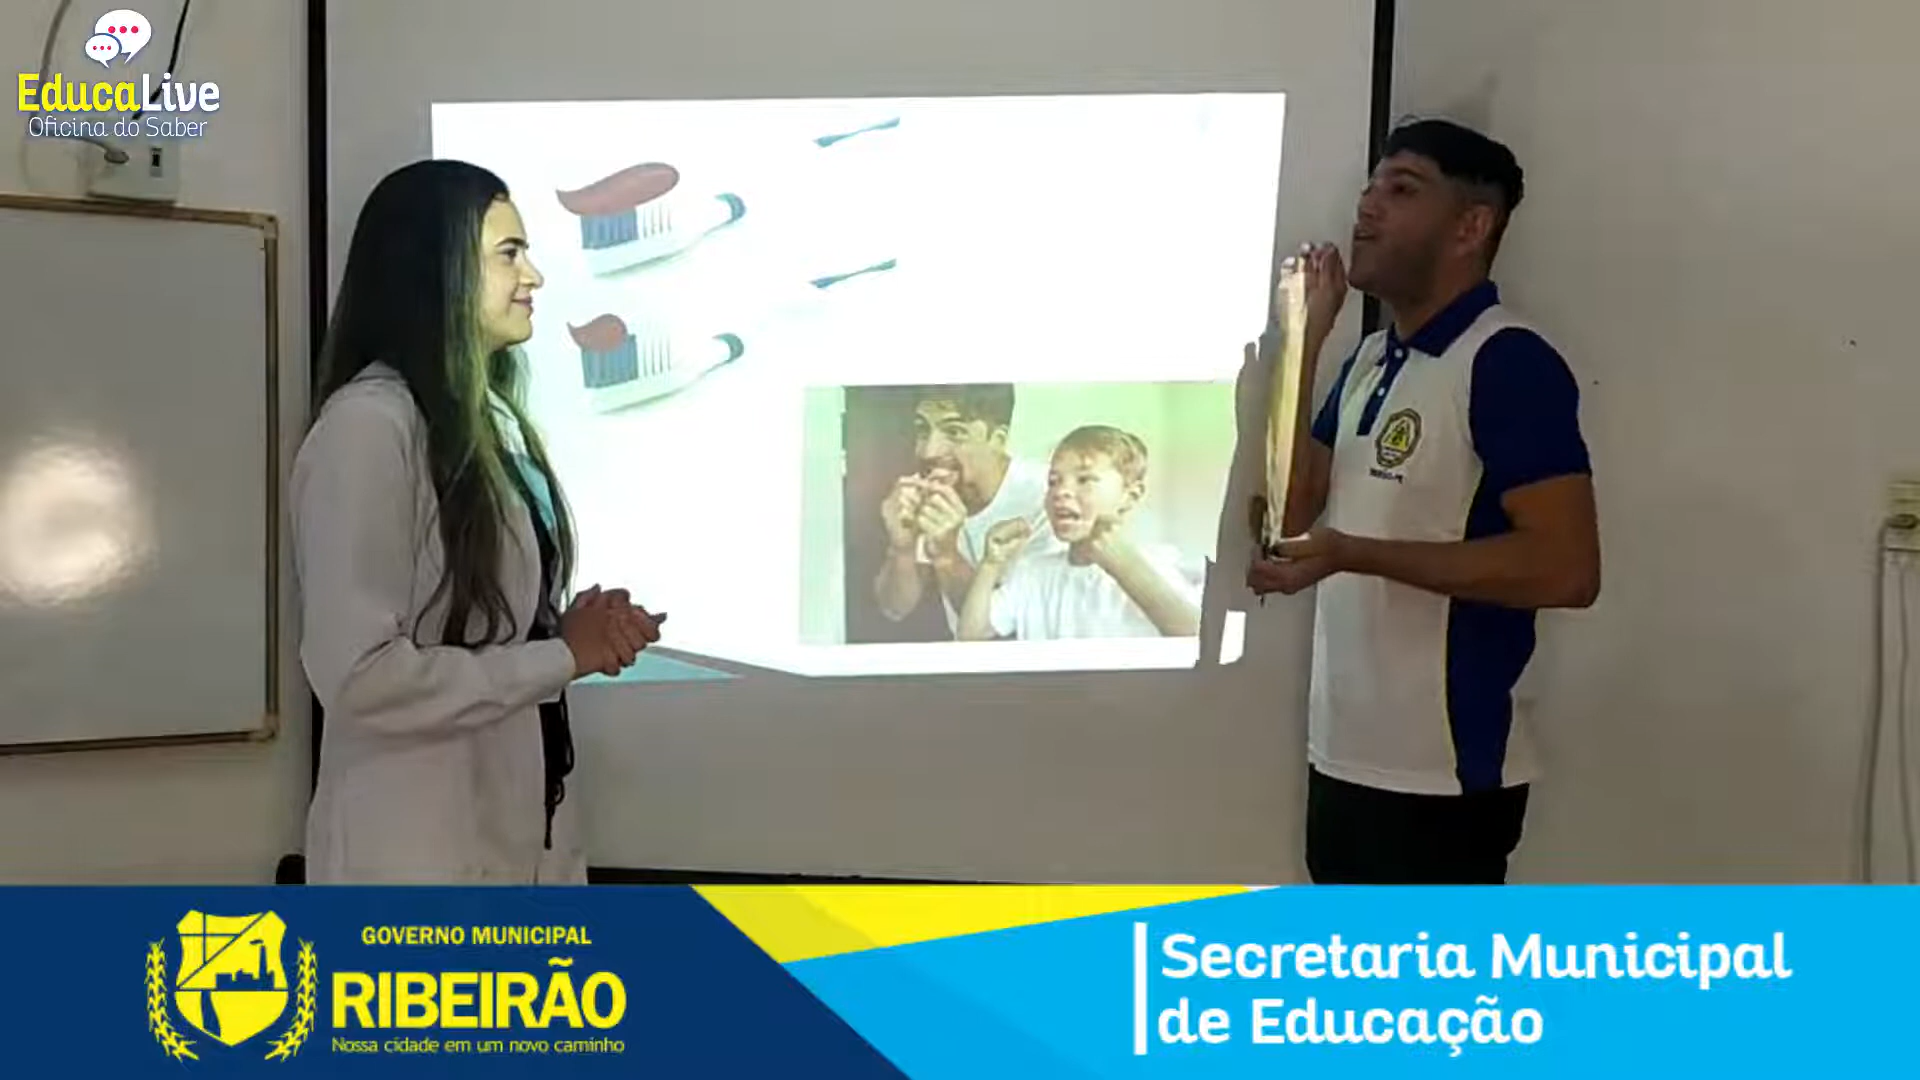 EducaLive
Oficina do Saber
GOVERNO MUNICIPAL
RIBEIRÃO
Nossa cidade em um novo caminho
Secretaria Municipal
de Educação